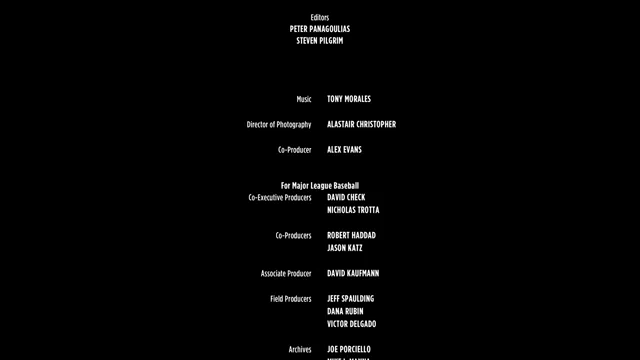 Editors
PETER PANAGOULIAS
STEVEN PILGRIM
Music TONY MORALES
Director of Photography ALASTAIR CHRISTOPHER
Co-Producer ALEX EVANS
For Major League Baseball
Co-Executive Producers DAVID CHECK
NICHOLAS TROTTA
Co-Producers ROBERT HADDAD
JASON KATZ
Associate Producer DAVID KAUFMANN
Field Producers JEFF SPAULDING
DANA RUBIN
VICTOR DELGADO
Archives JOE PORCIELLO